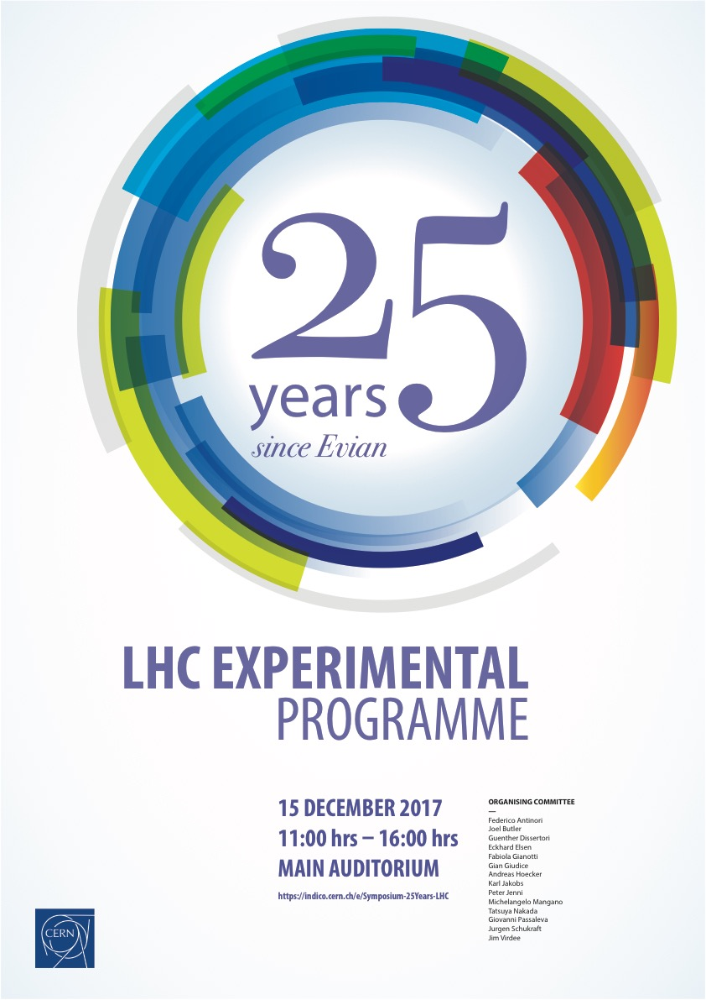 25
years
since Evian
LHC EXPERIMENTAL
PROGRAMME
15 DECEMBER 2017
11:00 hrs – 16:00 hrs
MAIN AUDITORIUM
https://indico.cern.ch/e/Symposium-25Years-LHC
ORGANISING COMMITTEE
—
Federico Antinori
Joel Butler
Guenther Dissertori
Eckhard Elsen
Fabiola Gianotti
Gian Giudice
Andreas Hoecker
Karl Jakobs
Peter Jenni
Michelangelo Mangano
Tatsuya Nakada
Giovanni Passaleva
Jurgen Schukraft
Jim Virdee
CERN